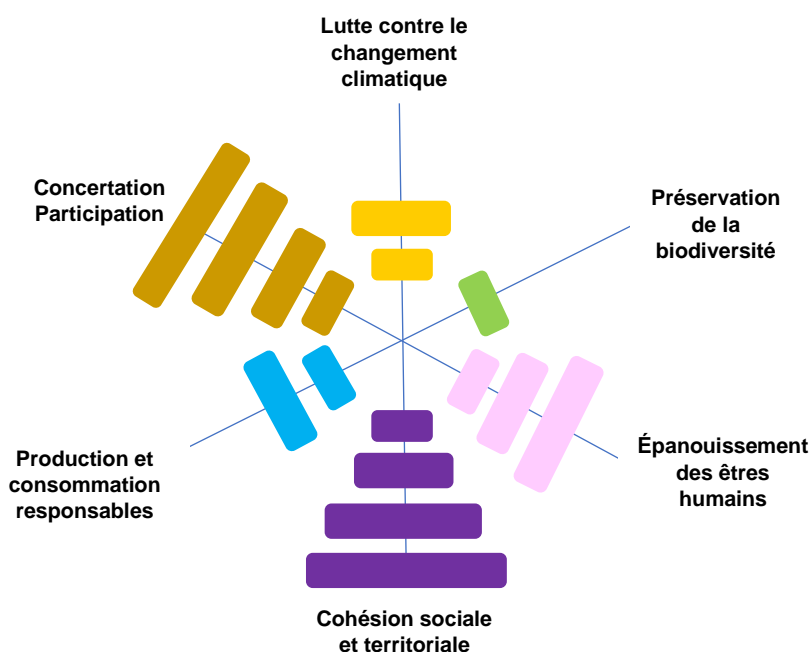 Lutte contre le
changement
climatique
Concertation
Participation
Préservation
de la
biodiversité
Production et
consommation
responsables
Épanouissement
des êtres
humains
Cohésion sociale
et territoriale